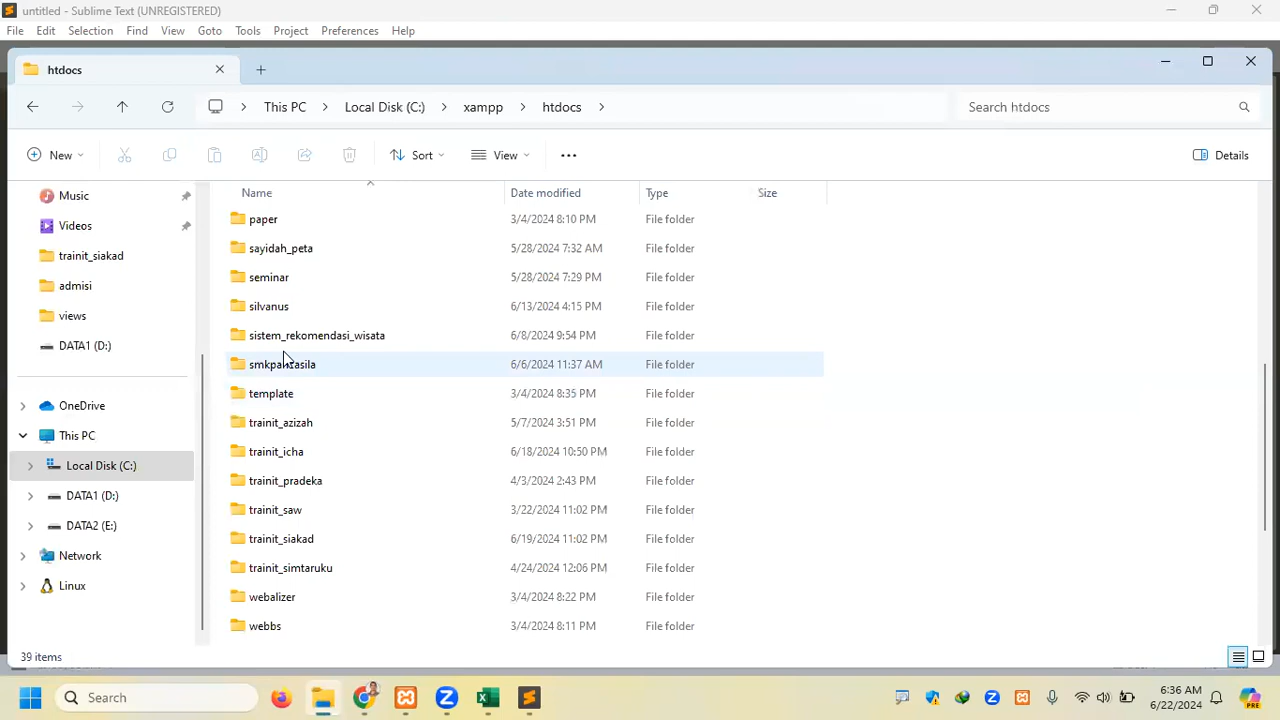 untitled - Sublime Text (UNREGISTERED)
File Edit Selection Find View Goto Tools Project Preferences Help
htdocs
This PC Local Disk (C:) xampp htdocs Search htdocs
New Sort View Details
Name Date modified Type Size
Music
Videos
trainit_siakad
admisi
views
DATA1 (D:)
OneDrive
This PC
Local Disk (C:)
DATA1 (D:)
DATA2 (E:)
Network
Linux
paper 3/4/2024 8:10 PM File folder
sayidah_peta 5/28/2024 7:32 AM File folder
seminar 5/28/2024 7:29 PM File folder
silvanus 6/13/2024 4:15 PM File folder
sistem_rekomendasi_wisata 6/8/2024 9:54 PM File folder
smkpancasila 6/6/2024 11:37 AM File folder
template 3/4/2024 8:35 PM File folder
trainit_azizah 5/7/2024 3:51 PM File folder
trainit_icha 6/18/2024 10:50 PM File folder
trainit_pradeka 4/3/2024 2:43 PM File folder
trainit_saw 3/22/2024 11:02 PM File folder
trainit_siakad 6/19/2024 11:02 PM File folder
trainit_simtaruku 4/24/2024 12:06 PM File folder
webalizer 3/4/2024 8:22 PM File folder
webbs 3/4/2024 8:11 PM File folder
39 items
Search
6:36 AM
6/22/2024
PRE